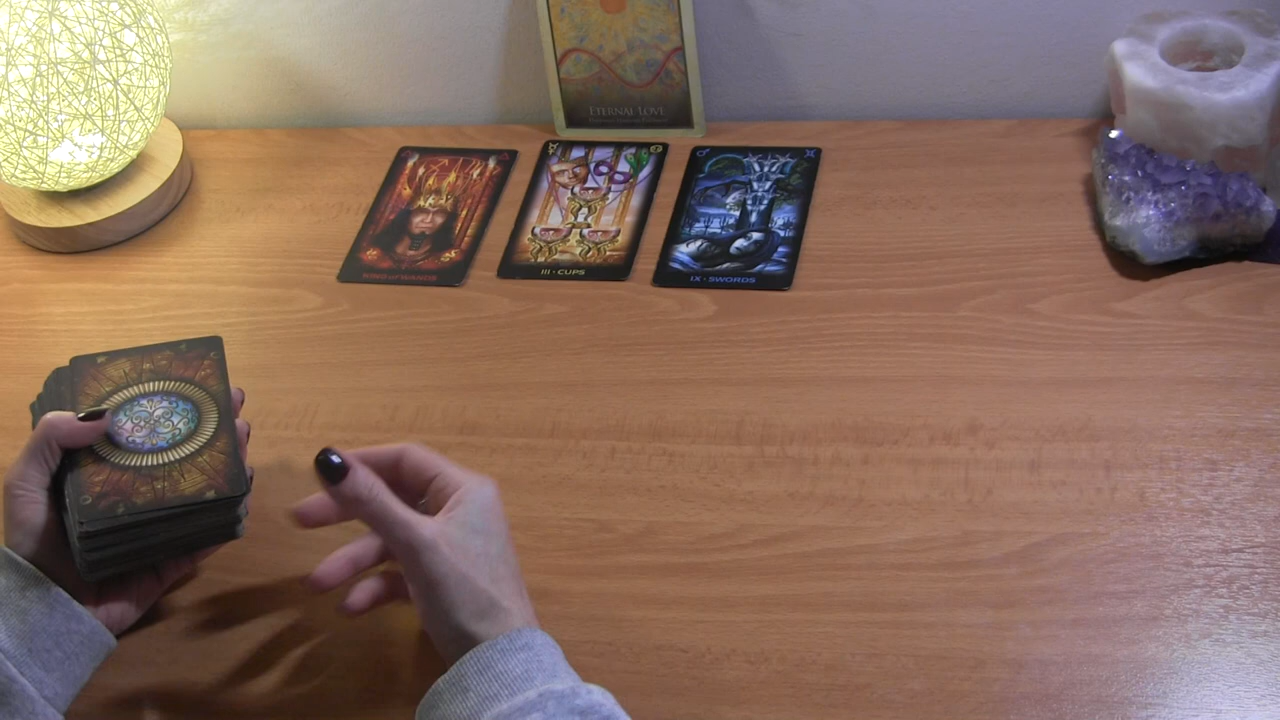 ETERNAL LOVE
KING of WANDS
III · CUPS
IX · SWORDS